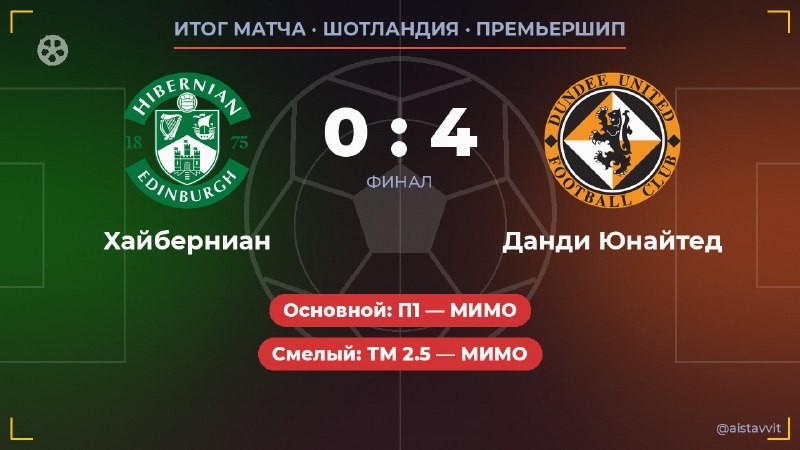 ИТОГ МАТЧА · ШОТЛАНДИЯ · ПРЕМЬЕРШИП
HIBERNIAN
18 75
EDINBURGH
0 : 4
ФИНАЛ
DUNDEE UNITED
FOOTBALL CLUB
Хайберниан
Данди Юнайтед
Основной: П1 — МИМО
Смелый: ТМ 2.5 — МИМО
@aistavvit